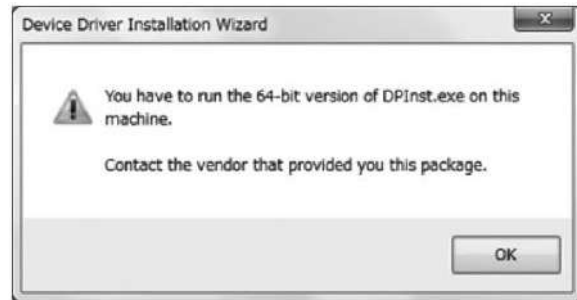 Device Driver Installation Wizard
You have to run the 64-bit version of DPInst.exe on this
machine.
Contact the vendor that provided you this package.
OK